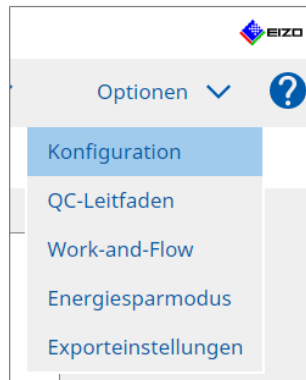 EIZO
Optionen
Konfiguration
QC-Leitfaden
Work-and-Flow
Energiesparmodus
Exporteinstellungen